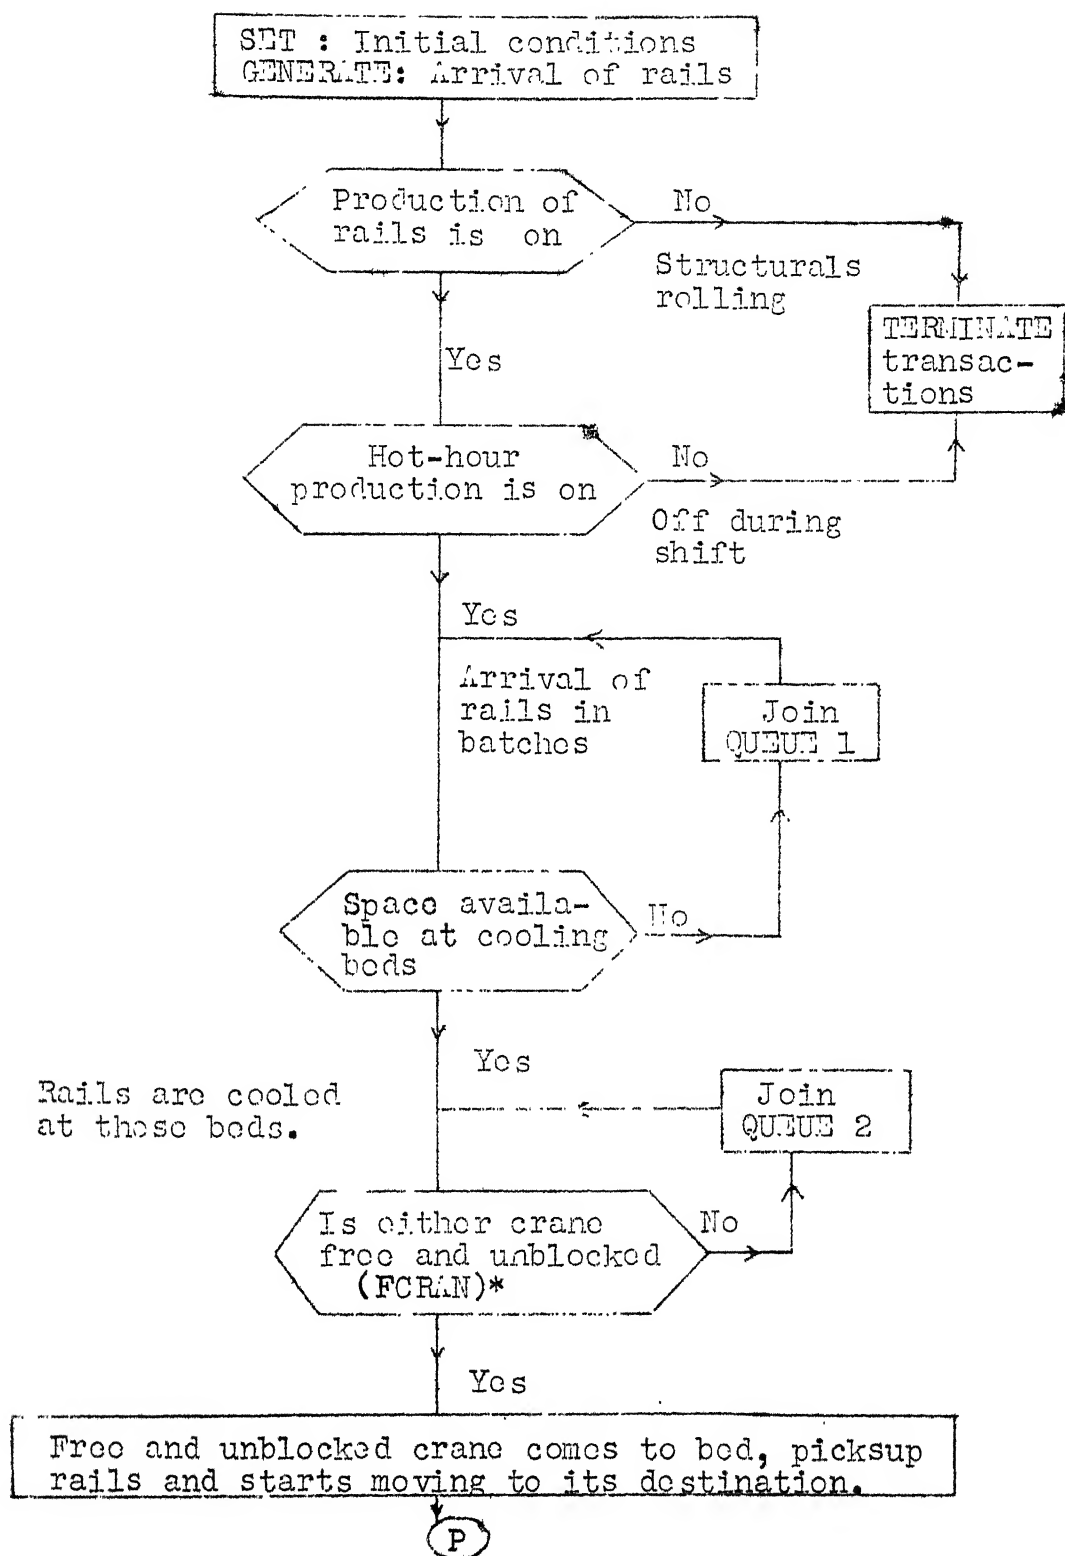 SET : Initial conditions
GENERATE: Arrival of rails
Production of
rails is on
No
Structurals
rolling
TERMINATE
transac-
tions
Yes
Hot-hour
production is on
No
Off during
shift
Yes
Arrival of
rails in
batches
Join
QUEUE 1
Space availa-
ble at cooling
beds
No
Yes
Rails are cooled
at these beds.
Join
QUEUE 2
Is either crane
free and unblocked
(FCRAN)*
No
Yes
Free and unblocked crane comes to bed, picksup
rails and starts moving to its destination.
P